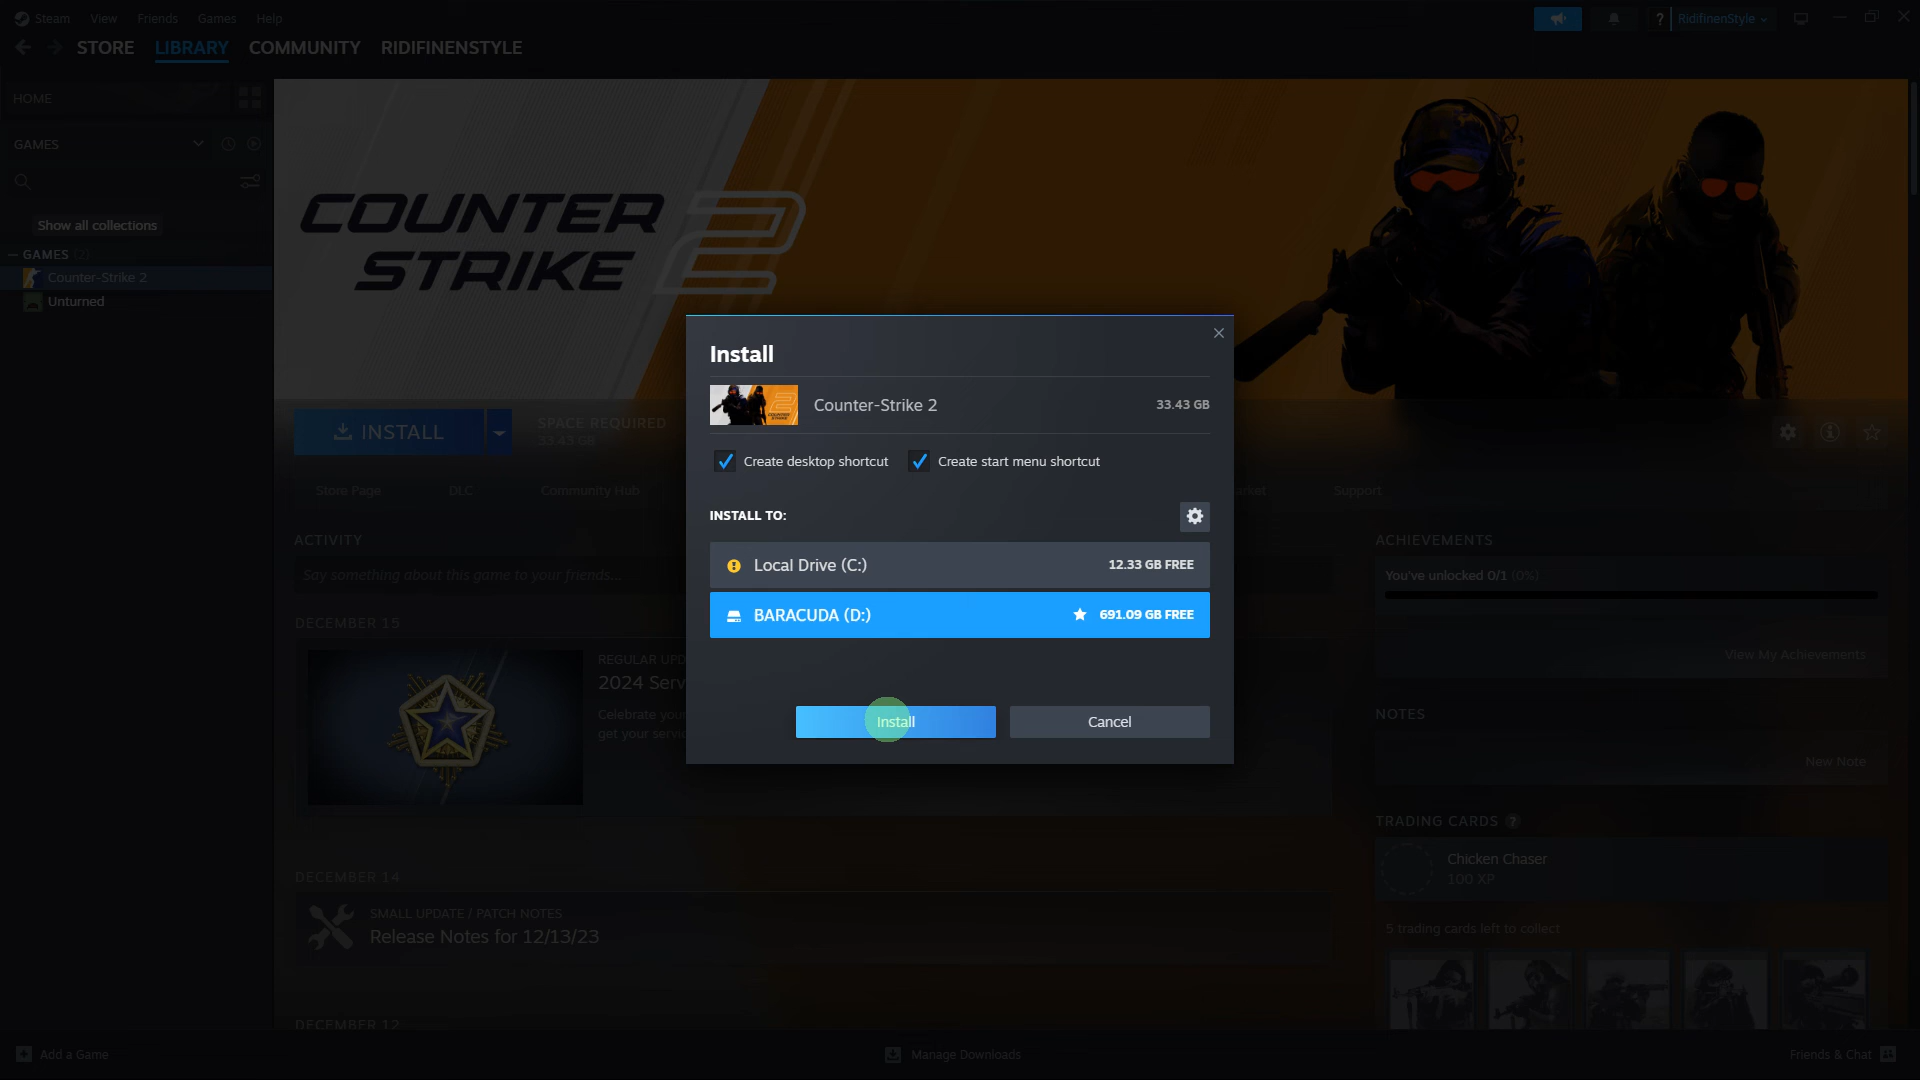 Steam View Friends Games Help
? RidifinenStyle
STORE LIBRARY COMMUNITY RIDIFINENSTYLE
HOME
GAMES
Show all collections
GAMES (2)
Counter-Strike 2
Unturned
COUNTER
STRIKE 2
INSTALL
SPACE REQUIRED
33.43 GB
Store Page DLC Community Hub Support
ACTIVITY
Say something about this game to your friends...
DECEMBER 15
REGULAR UPD
2024 Serv
Celebrate your
get your servi
DECEMBER 14
SMALL UPDATE / PATCH NOTES
Release Notes for 12/13/23
DECEMBER 12
Install
COUNTER
STRIKE 2
Counter-Strike 2 33.43 GB
Create desktop shortcut Create start menu shortcut
INSTALL TO:
Local Drive (C:) 12.33 GB FREE
BARACUDA (D:) 691.09 GB FREE
Install Cancel
ACHIEVEMENTS
You've unlocked 0/1 (0%)
View My Achievements
NOTES
New Note
TRADING CARDS ?
Chicken Chaser
100 XP
5 trading cards left to collect
Add a Game Manage Downloads Friends & Chat